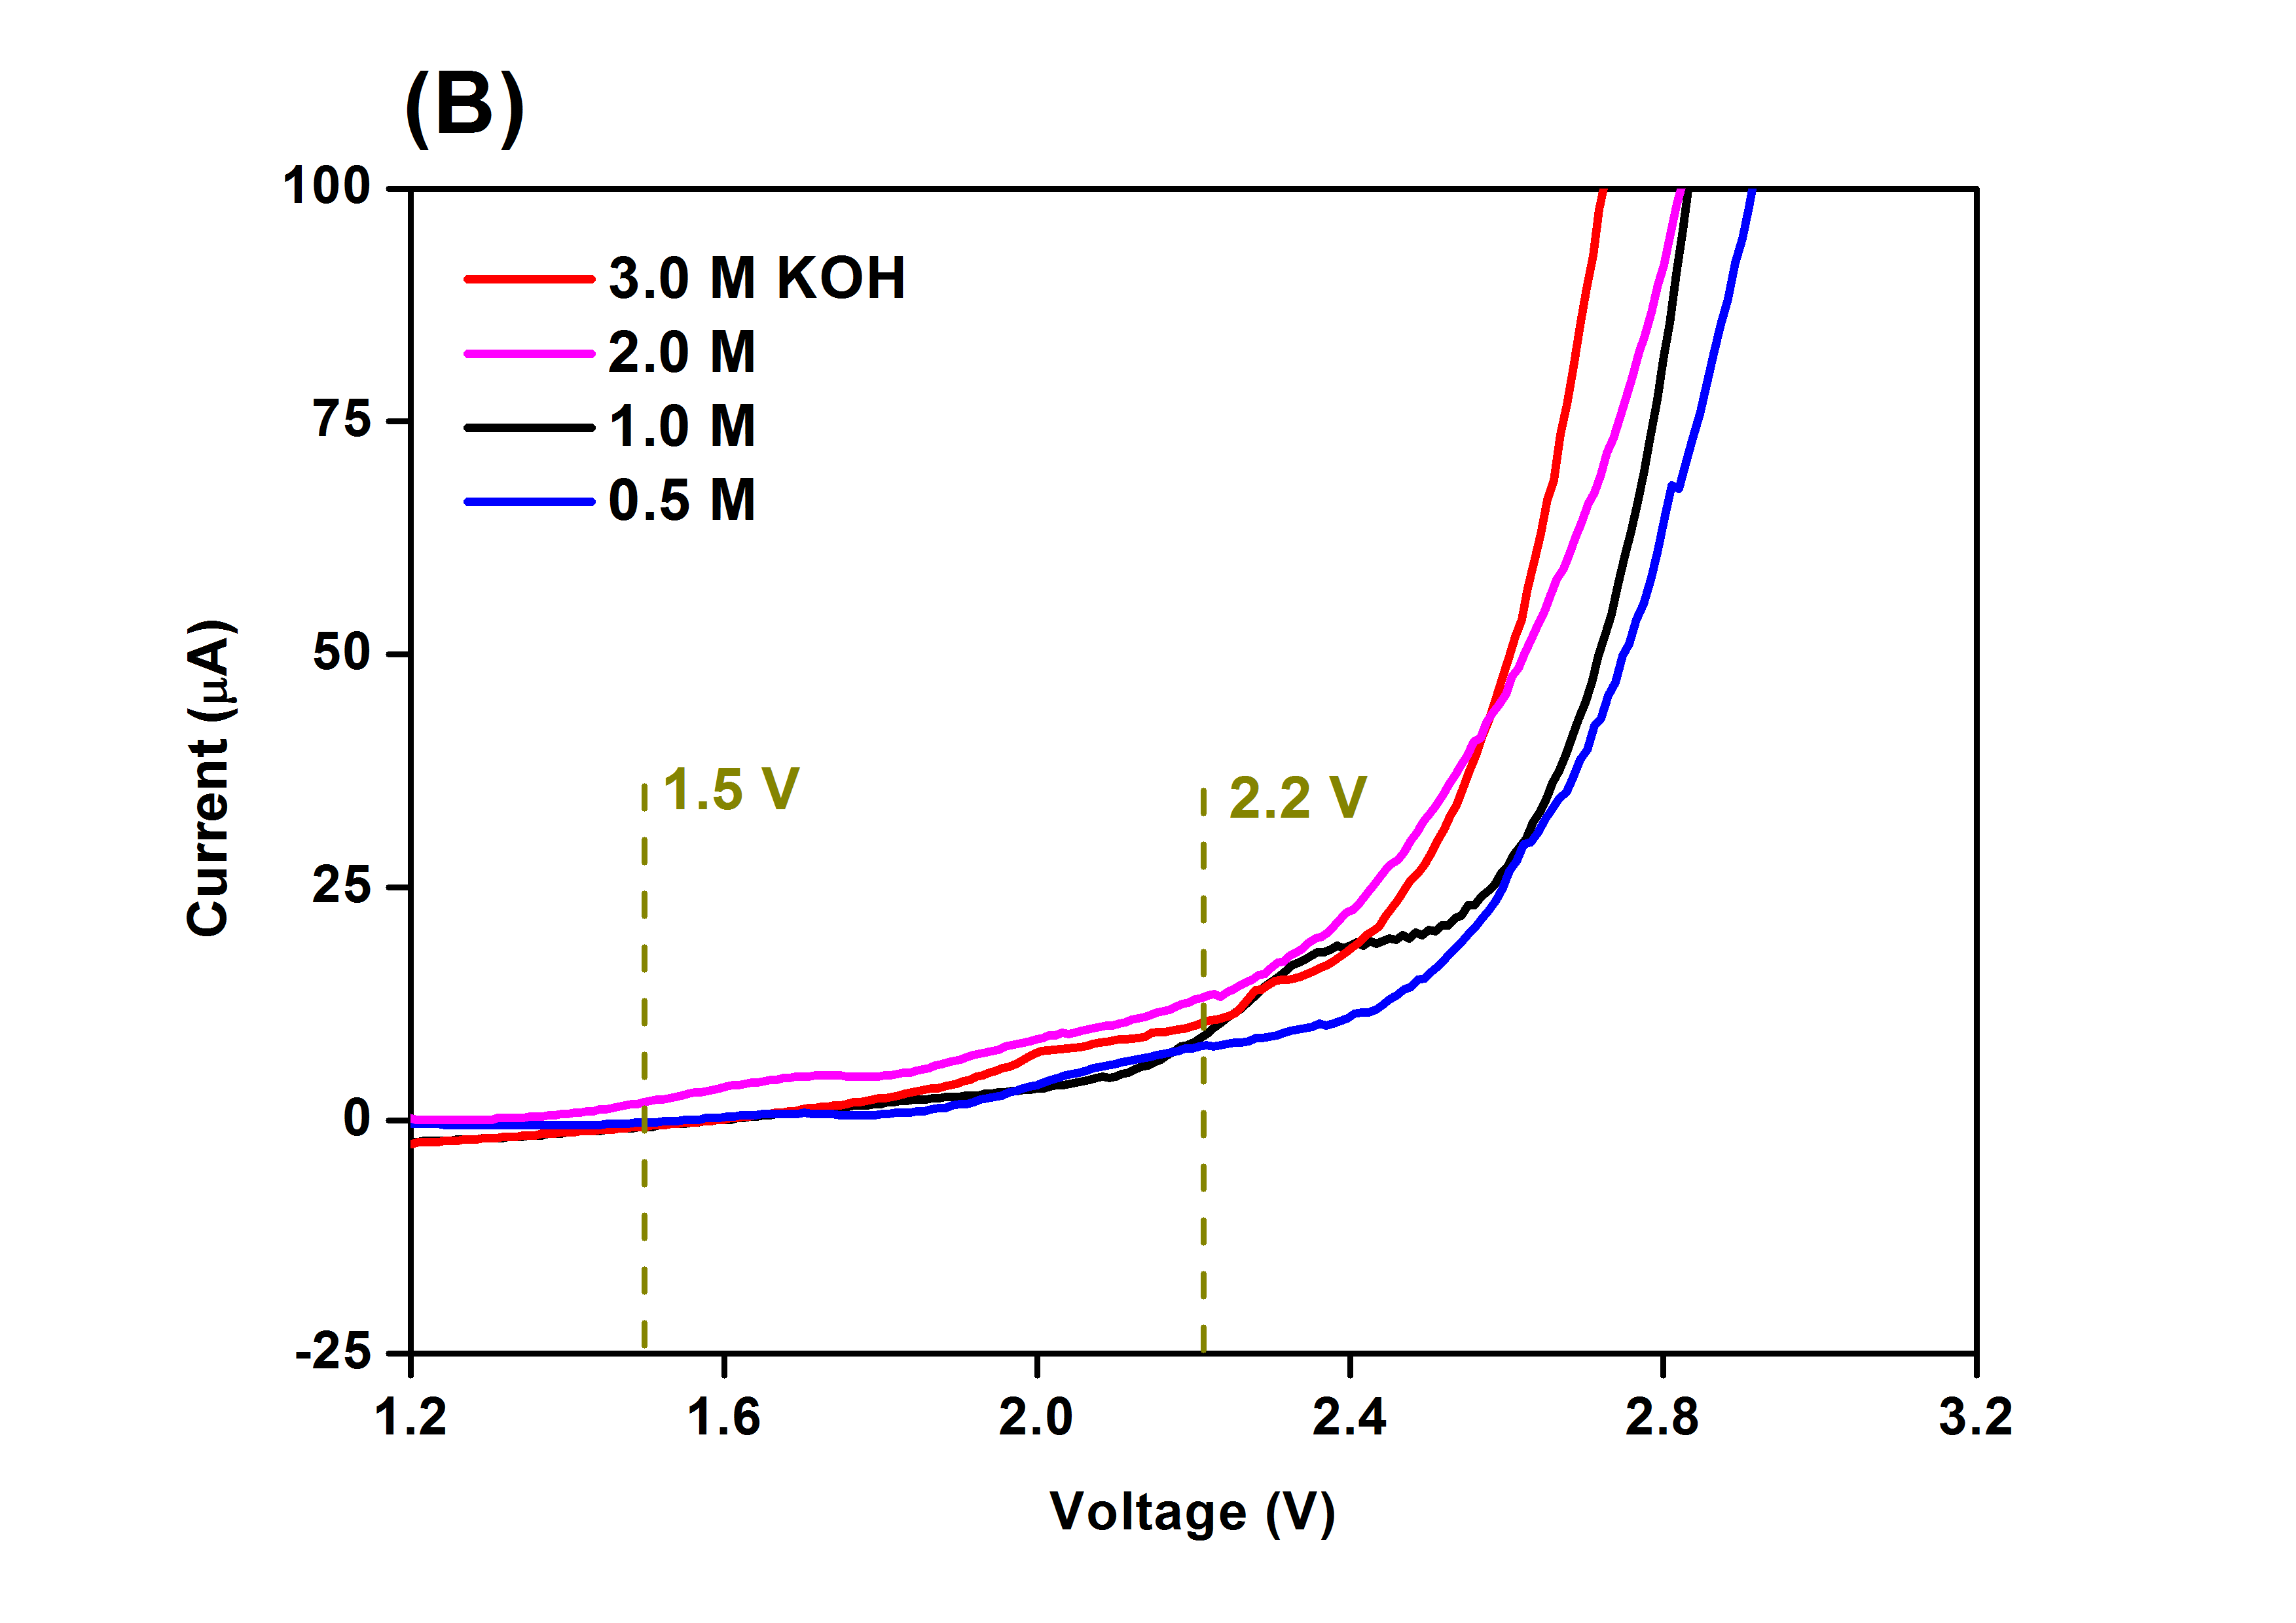 (B)
100
75
50
25
0
-25
Current (μA)
3.0 M KOH
2.0 M
1.0 M
0.5 M
1.5 V
2.2 V
1.2 1.6 2.0 2.4 2.8 3.2
Voltage (V)